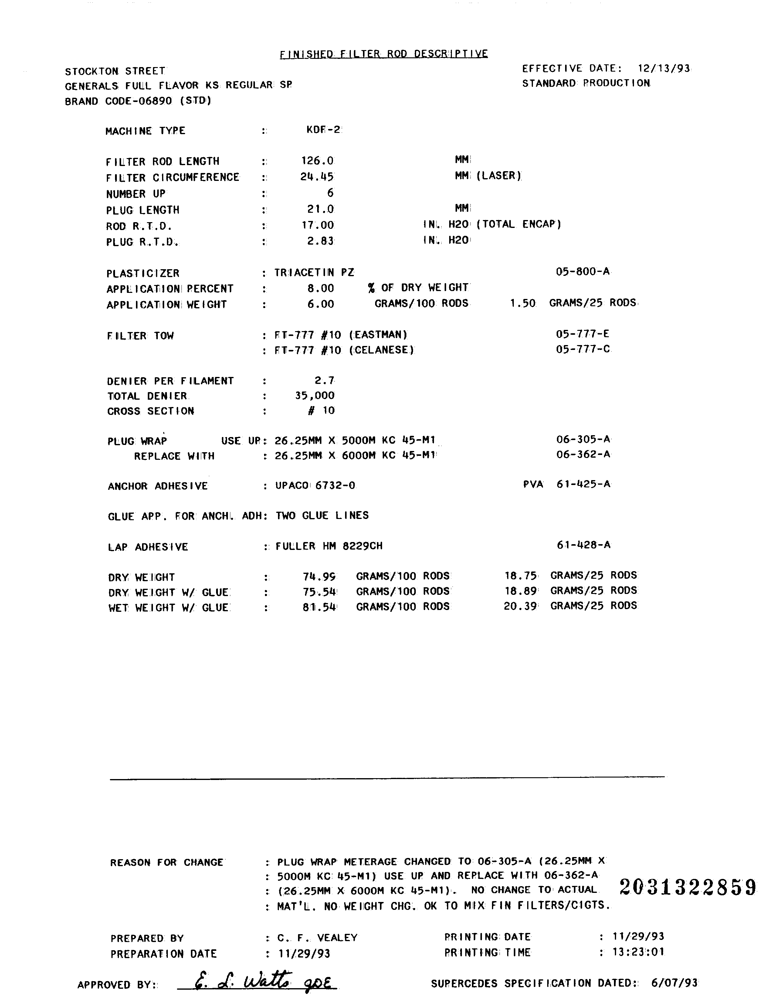 FINISHED FILTER ROD DESCRIPTIVE
STOCKTON STREET EFFECTIVE DATE: 12/13/93
GENERALS FULL FLAVOR KS REGULAR SP STANDARD PRODUCTION
BRAND CODE-06890 (STD)
MACHINE TYPE : KDF-2
FILTER ROD LENGTH : 126.0 MM
FILTER CIRCUMFERENCE : 24.45 MM (LASER)
NUMBER UP : 6
PLUG LENGTH : 21.0 MM
ROD R.T.D. : 17.00 IN. H2O (TOTAL ENCAP)
PLUG R.T.D. : 2.83 IN. H2O
PLASTICIZER : TRIACETIN PZ 05-800-A
APPLICATION PERCENT : 8.00 % OF DRY WEIGHT
APPLICATION WEIGHT : 6.00 GRAMS/100 RODS 1.50 GRAMS/25 RODS
FILTER TOW : FT-777 #10 (EASTMAN) 05-777-E
: FT-777 #10 (CELANESE) 05-777-C
DENIER PER FILAMENT : 2.7
TOTAL DENIER : 35,000
CROSS SECTION : # 10
PLUG WRAP USE UP: 26.25MM X 5000M KC 45-M1 06-305-A
REPLACE WITH : 26.25MM X 6000M KC 45-M1 06-362-A
ANCHOR ADHESIVE : UPACO 6732-0 PVA 61-425-A
GLUE APP. FOR ANCH. ADH: TWO GLUE LINES
LAP ADHESIVE : FULLER HM 8229CH 61-428-A
DRY WEIGHT : 74.99 GRAMS/100 RODS 18.75 GRAMS/25 RODS
DRY WEIGHT W/ GLUE : 75.54 GRAMS/100 RODS 18.89 GRAMS/25 RODS
WET WEIGHT W/ GLUE : 81.54 GRAMS/100 RODS 20.39 GRAMS/25 RODS
REASON FOR CHANGE : PLUG WRAP METERAGE CHANGED TO 06-305-A (26.25MM X
: 5000M KC 45-M1) USE UP AND REPLACE WITH 06-362-A
: (26.25MM X 6000M KC 45-M1). NO CHANGE TO ACTUAL 2031322859
: MAT'L. NO WEIGHT CHG. OK TO MIX FIN FILTERS/CIGTS.
PREPARED BY : C. F. VEALEY PRINTING DATE : 11/29/93
PREPARATION DATE : 11/29/93 PRINTING TIME : 13:23:01
APPROVED BY: E. L. Watts SUPERCEDES SPECIFICATION DATED: 6/07/93